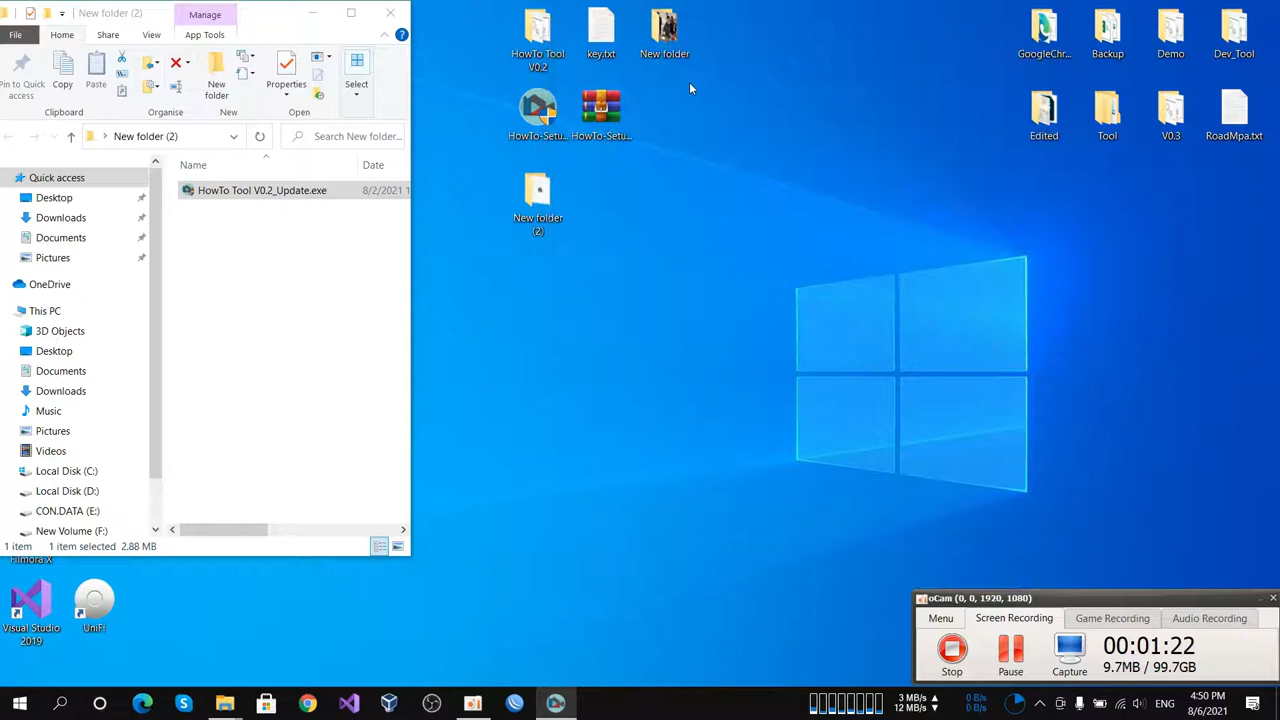 New folder (2)
Manage
File
Home
Share
View
App Tools
Pin to Quick
access
Copy
Paste
New
folder
Properties
Select
Clipboard
Organise
New
Open
New folder (2)
Search New folder...
Name
Date
HowTo Tool V0.2_Update.exe
8/2/2021 1
Quick access
Desktop
Downloads
Documents
Pictures
OneDrive
This PC
3D Objects
Desktop
Documents
Downloads
Music
Pictures
Videos
Local Disk (C:)
Local Disk (D:)
CON.DATA (E:)
New Volume (F:)
1 item
1 item selected 2.88 MB
Filmora X
Visual Studio
2019
UniFi
HowTo Tool
V0.2
key.txt
New folder
HowTo-Setu...
HowTo-Setu...
New folder
(2)
GoogleChr...
Backup
Demo
Dev_Tool
Edited
Tool
V0.3
RoadMpa.txt
oCam (0, 0, 1920, 1080)
Menu
Screen Recording
Game Recording
Audio Recording
Stop
Pause
Capture
00:01:22
9.7MB / 99.7GB
3 MB/s
12 MB/s
0 B/s
0 B/s
4:50 PM
8/6/2021